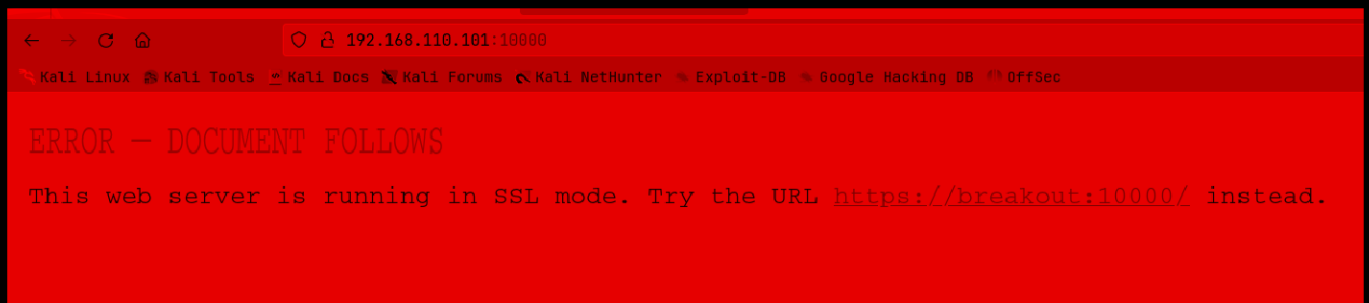 192.168.110.101:10000
Kali Linux Kali Tools Kali Docs Kali Forums Kali NetHunter Exploit-DB Google Hacking DB OffSec
ERROR — DOCUMENT FOLLOWS
This web server is running in SSL mode. Try the URL https://breakout:10000/ instead.